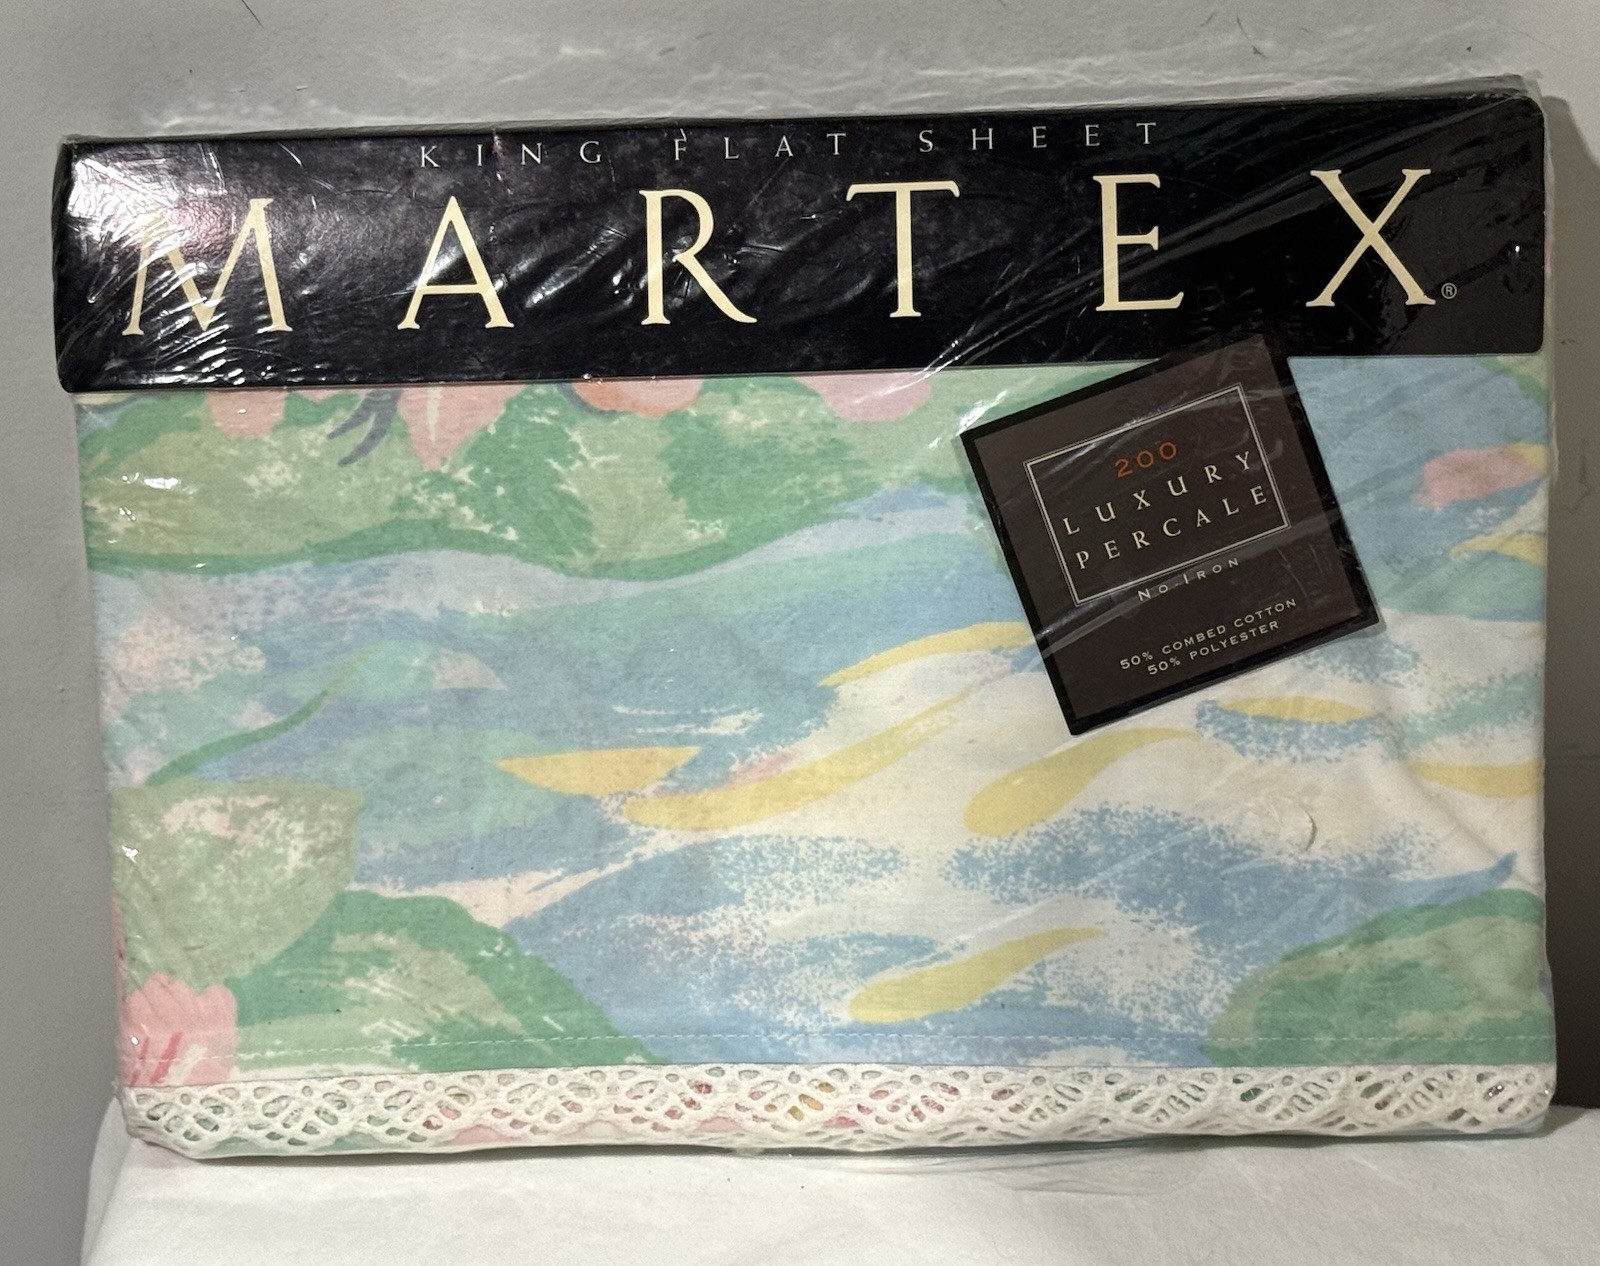 KING FLAT SHEET
MARTEX®
200
LUXURY
PERCALE
NO-IRON
50% COMBED COTTON
50% POLYESTER